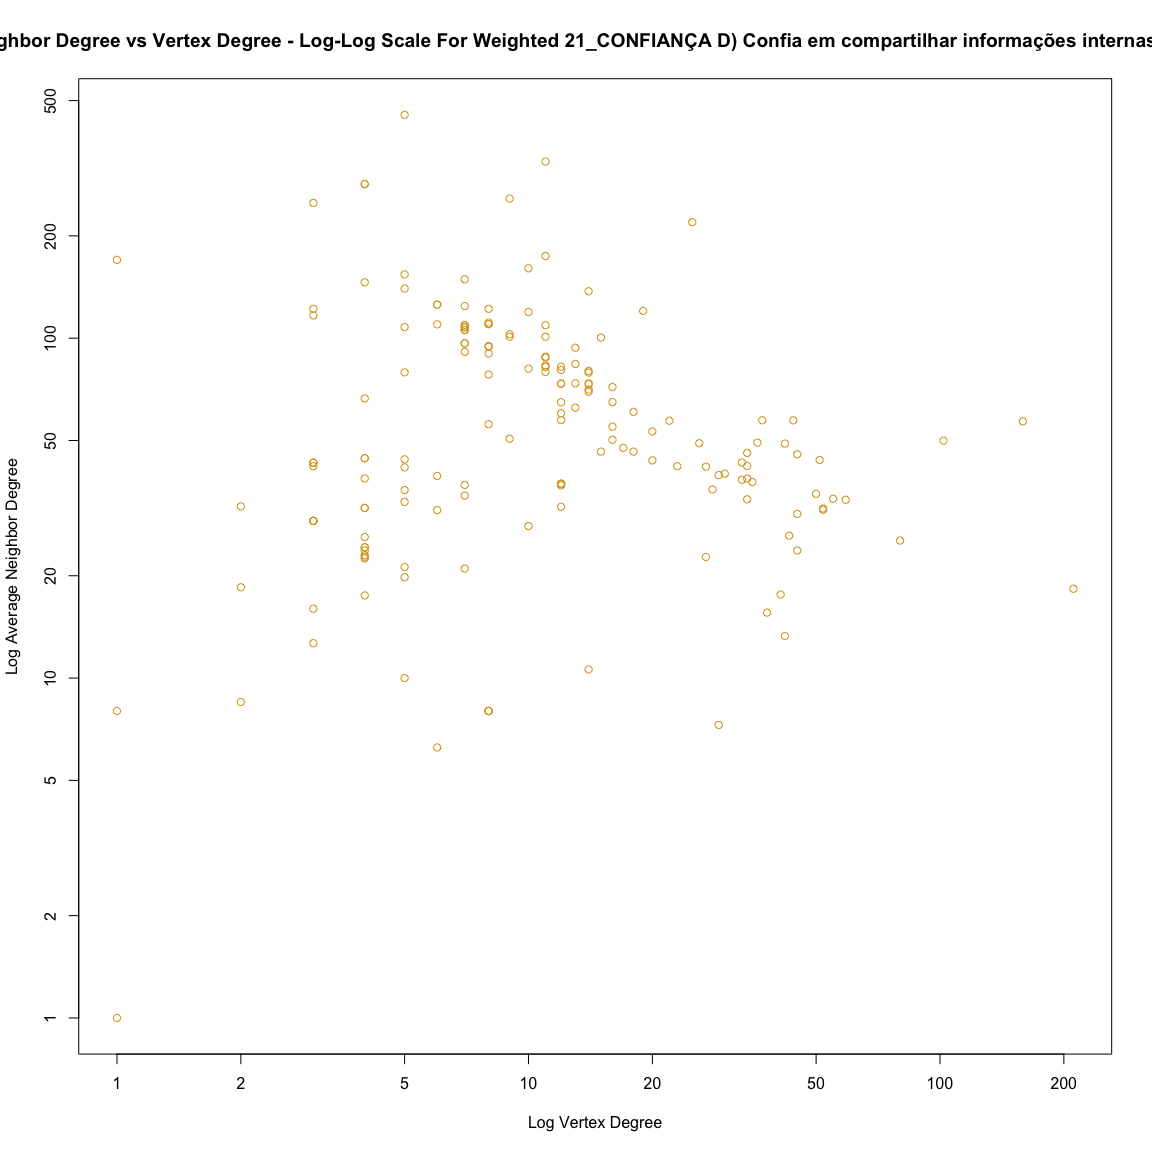 ghbor Degree vs Vertex Degree - Log-Log Scale For Weighted 21_CONFIANÇA D) Confia em compartilhar informações internas
Log Average Neighbor Degree
500
200
100
50
20
10
5
2
1
1 2 5 10 20 50 100 200
Log Vertex Degree